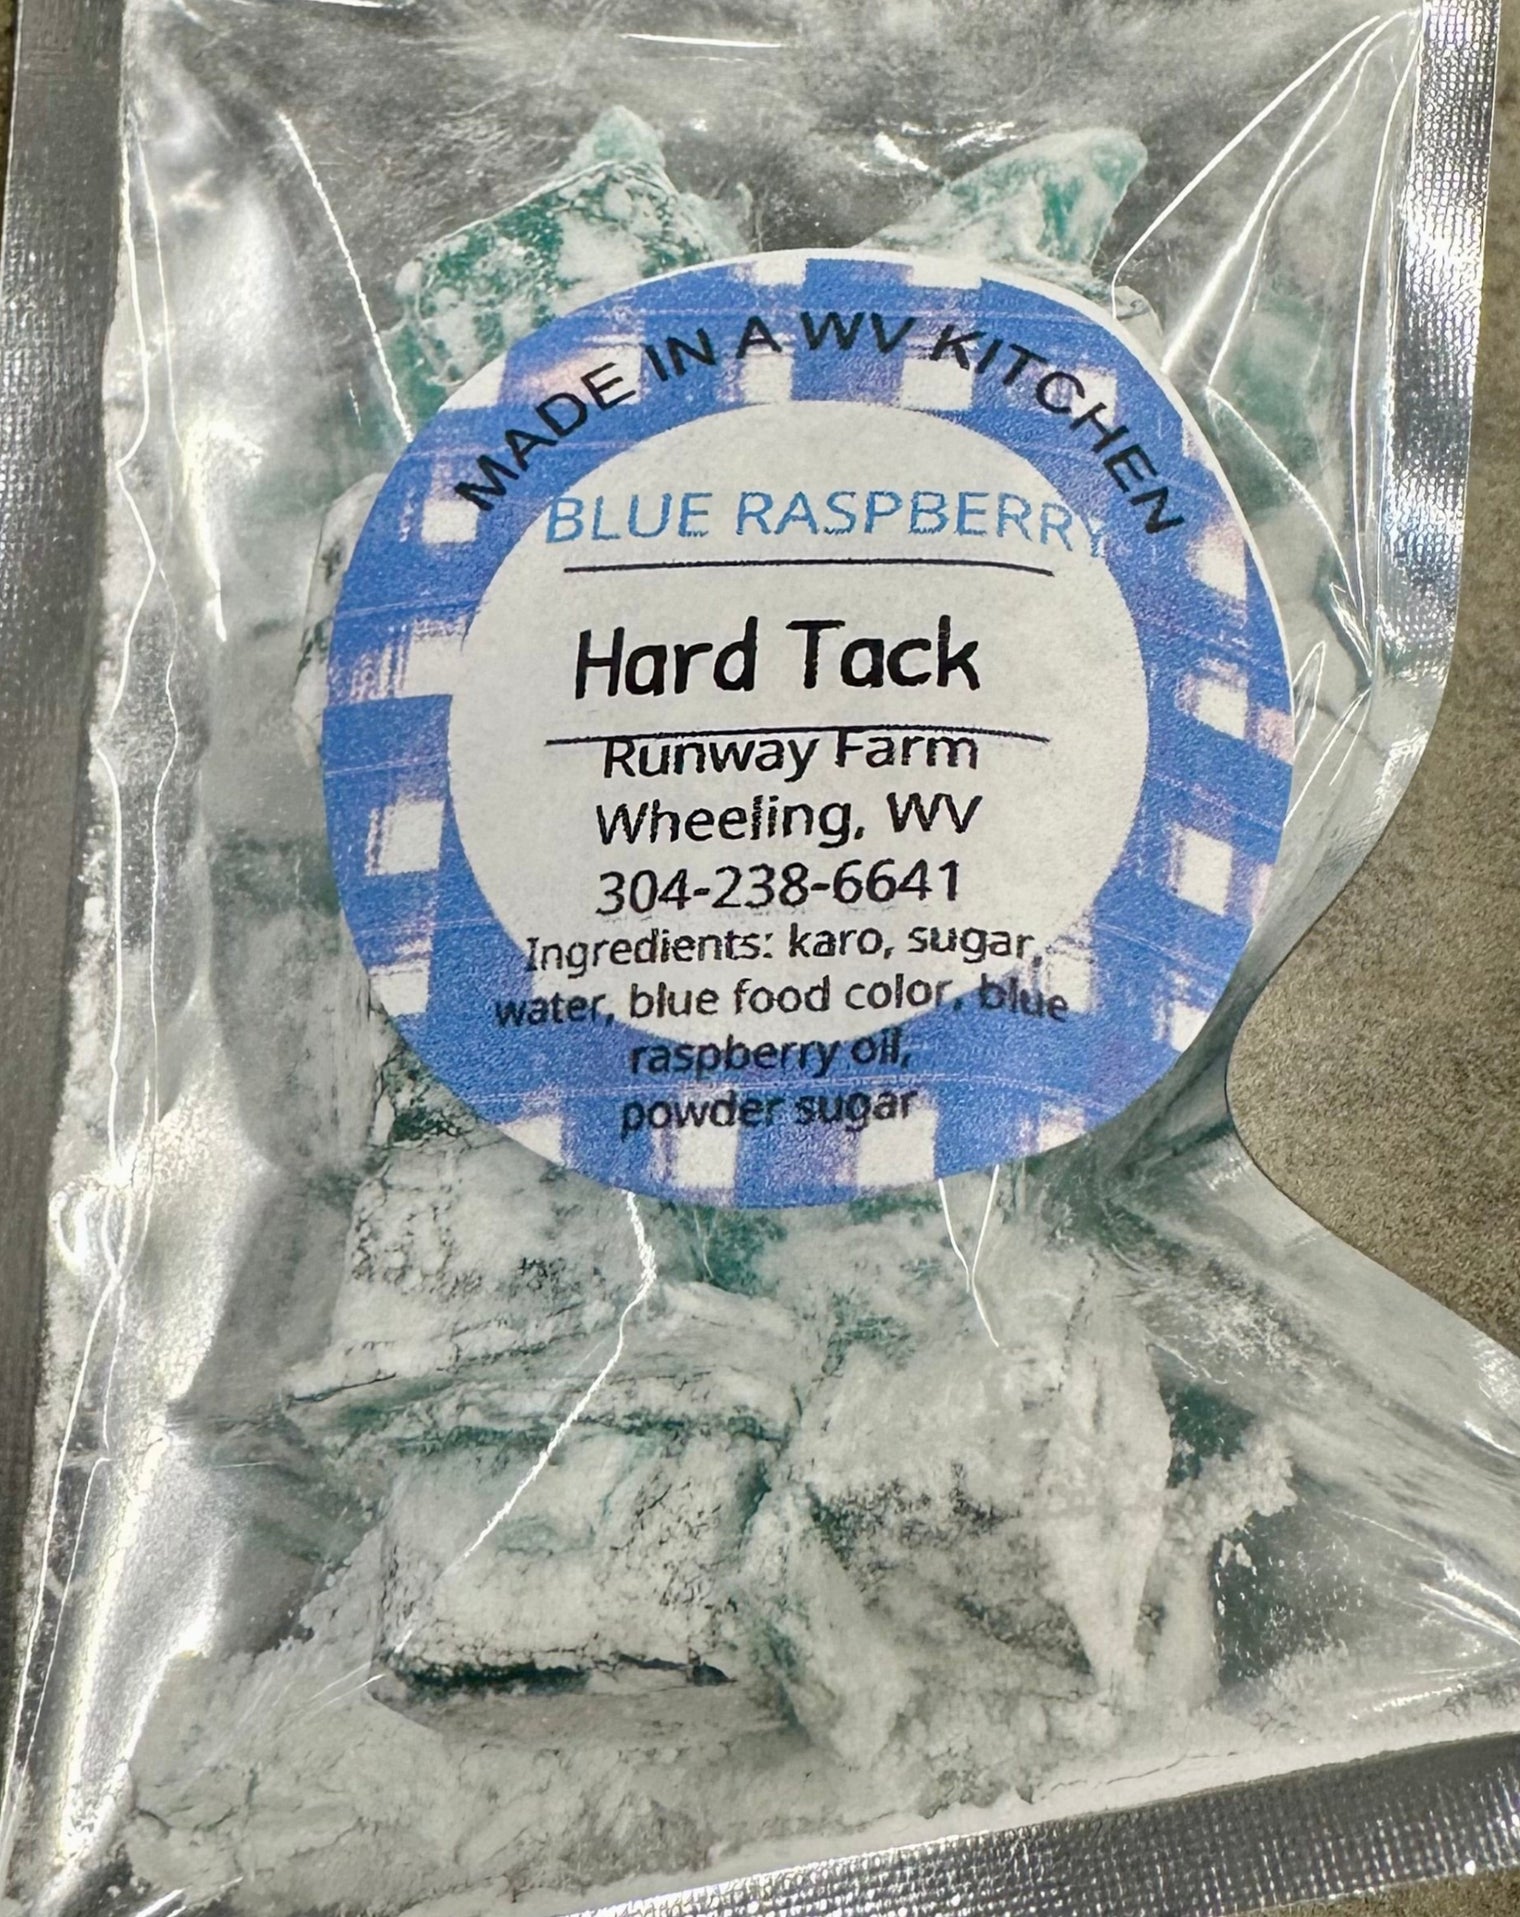 MADE IN A WV KITCHEN
BLUE RASPBERRY
Hard Tack
Runway Farm
Wheeling, WV
304-238-6641
Ingredients: karo, sugar,
water, blue food color, blue
raspberry oil,
powder sugar